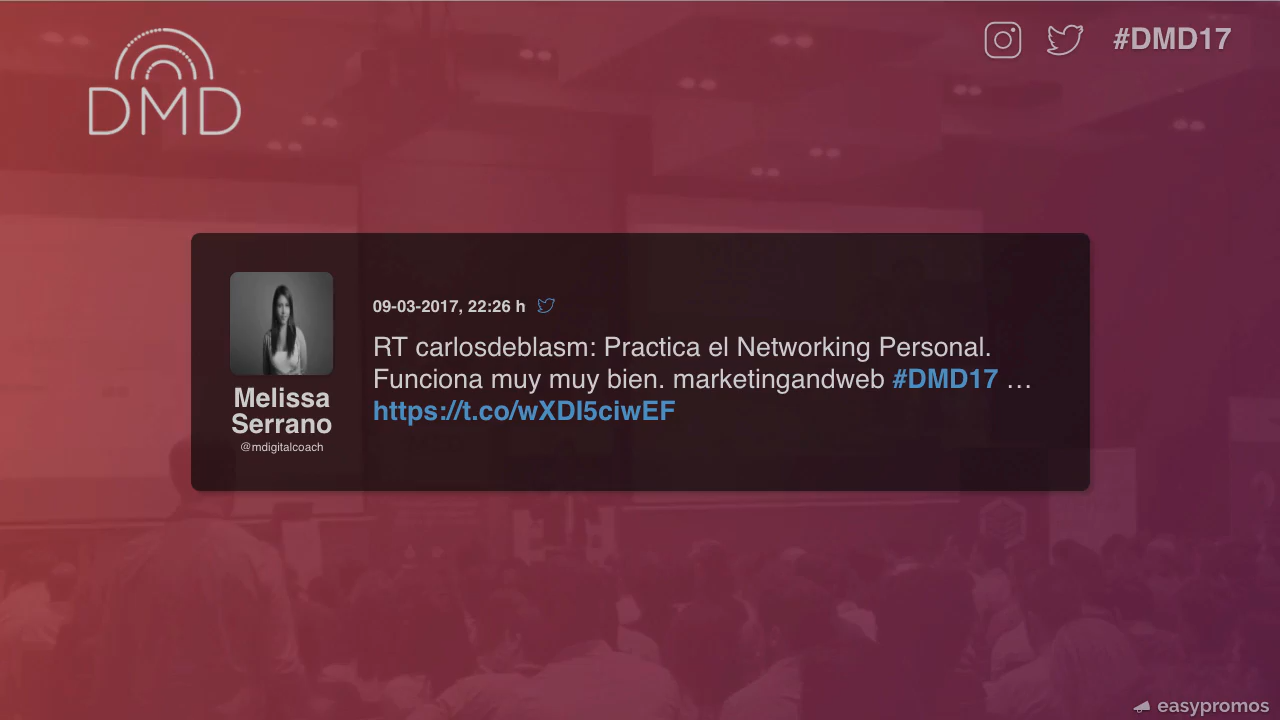 DMD
#DMD17
09-03-2017, 22:26 h
RT carlosdeblasm: Practica el Networking Personal.
Funciona muy muy bien. marketingandweb #DMD17 …
https://t.co/wXDl5ciwEF
Melissa
Serrano
@mdigitalcoach
easypromos